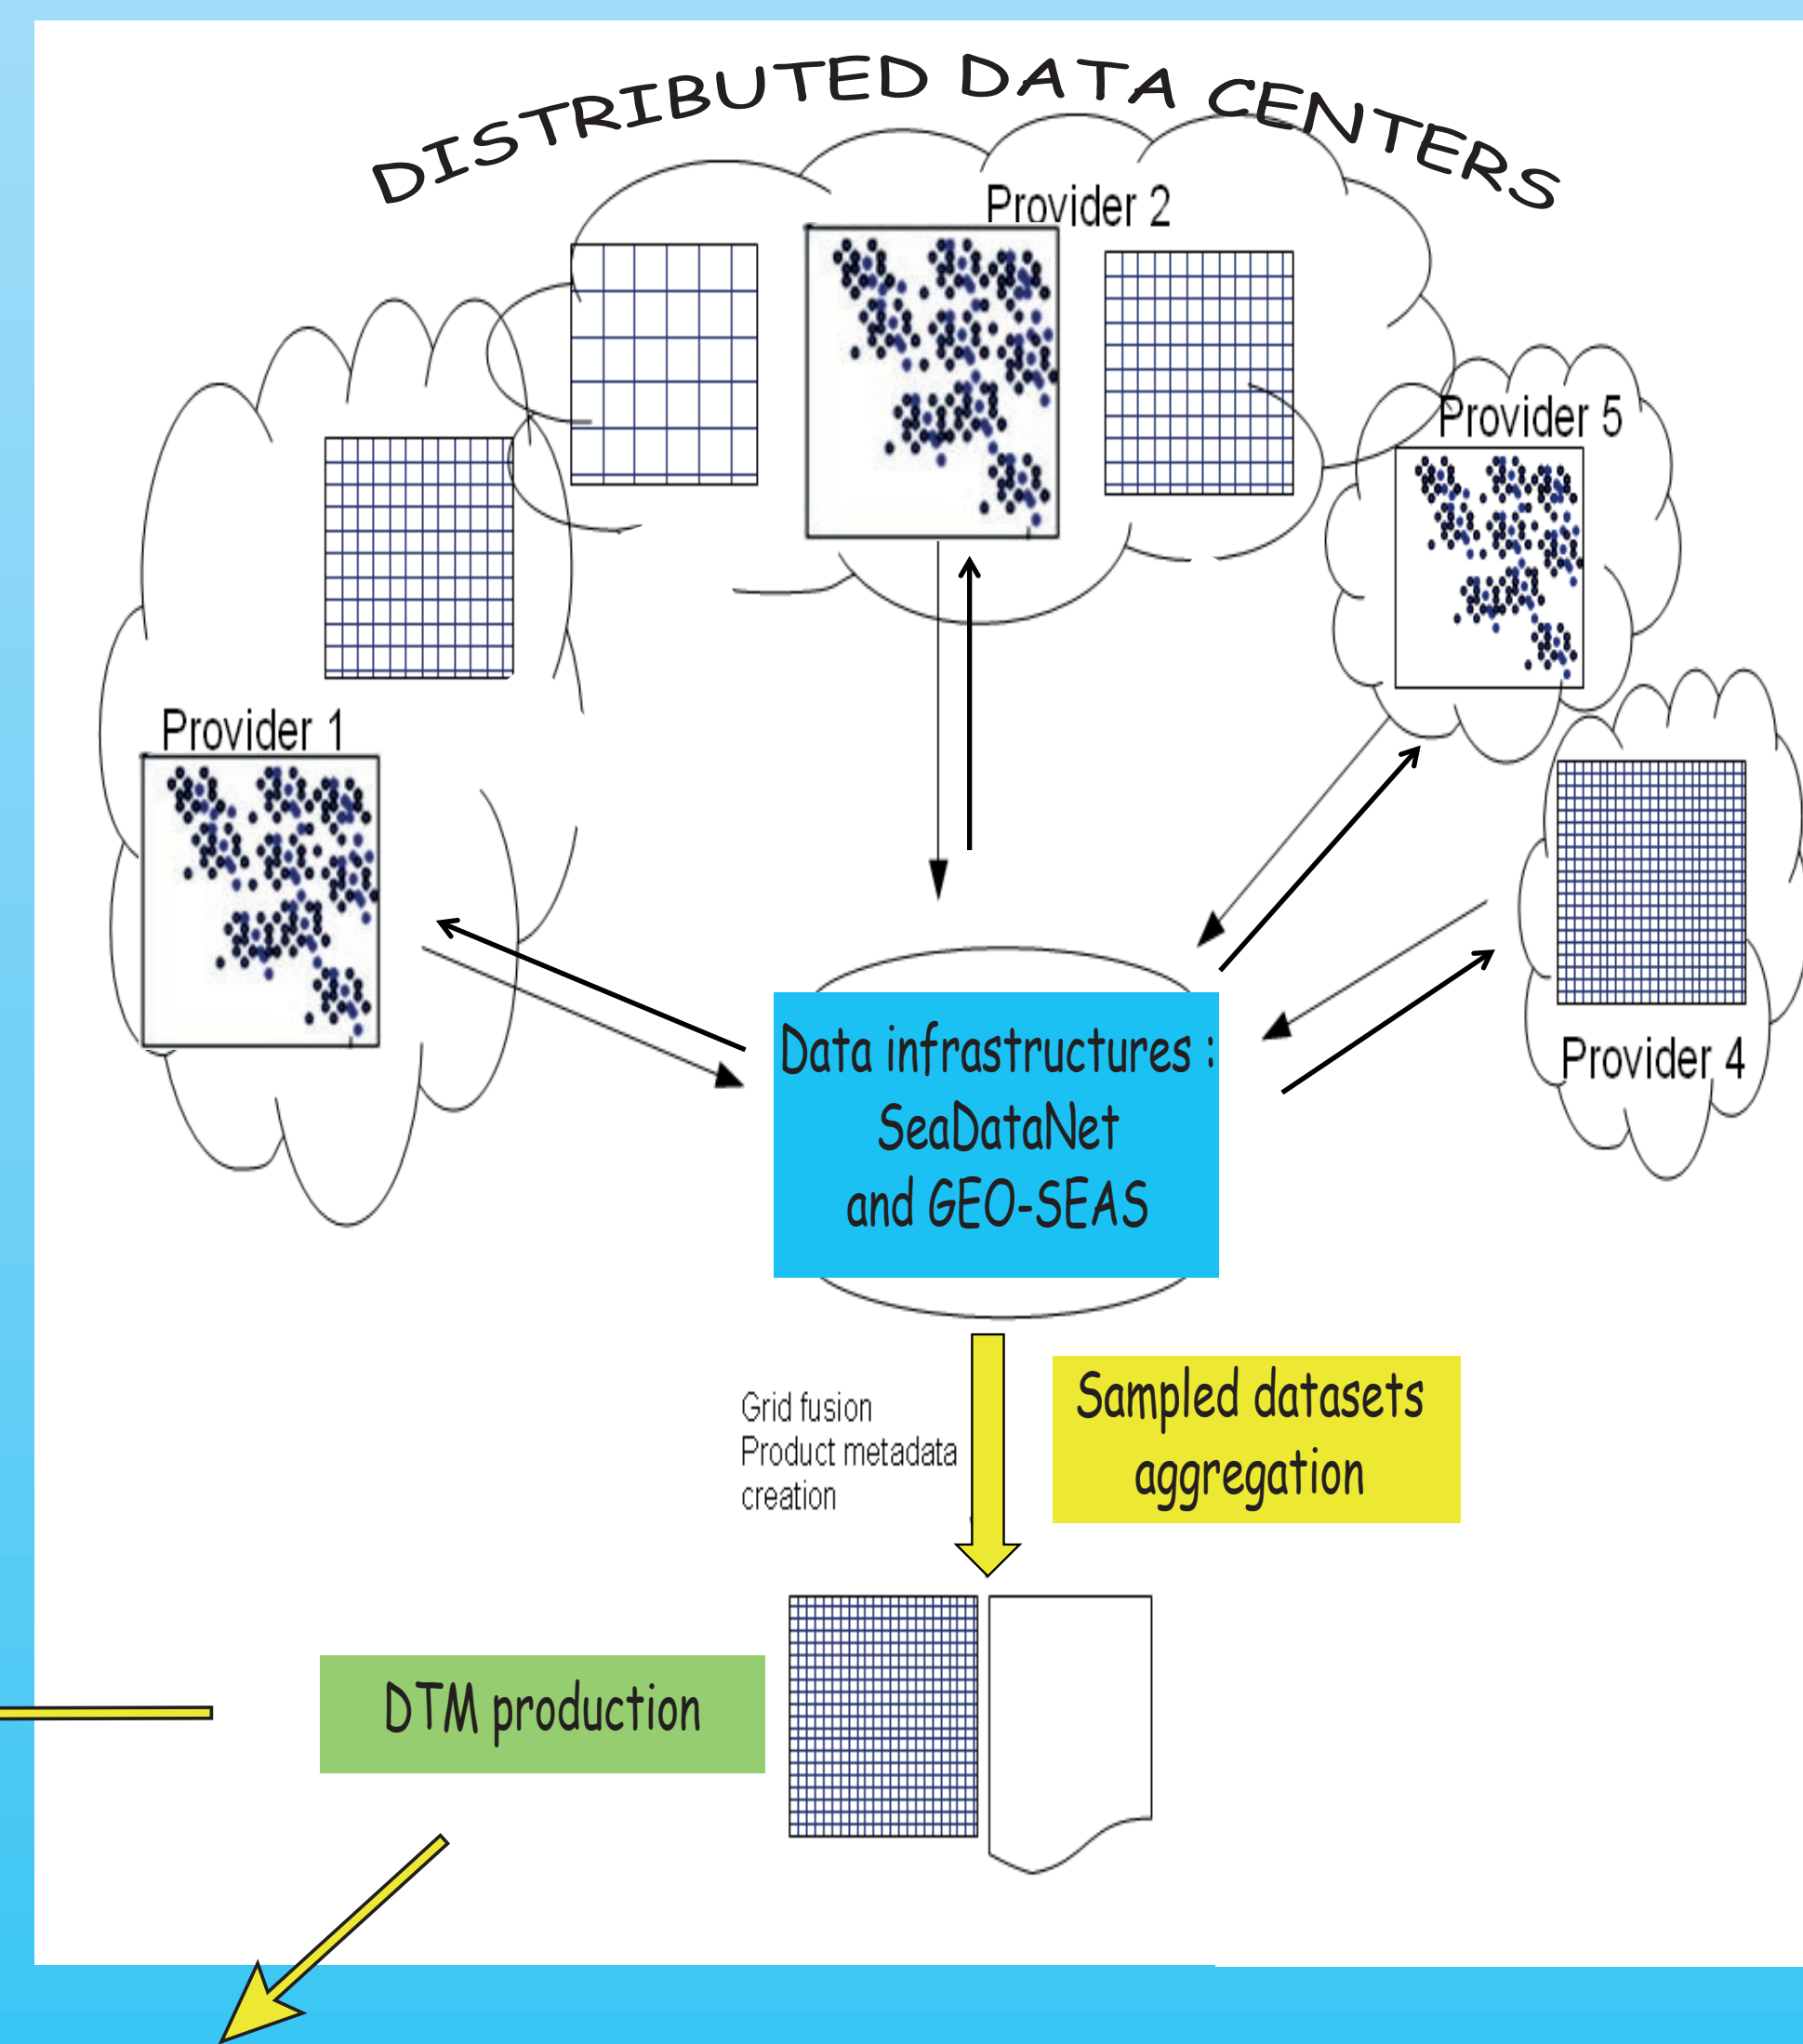 DISTRIBUTED DATA CENTERS
Provider 2
Provider 5
Provider 1
Provider 4
Data infrastructures :
SeaDataNet
and GEO-SEAS
Grid fusion
Product metadata
creation
Sampled datasets
aggregation
DTM production